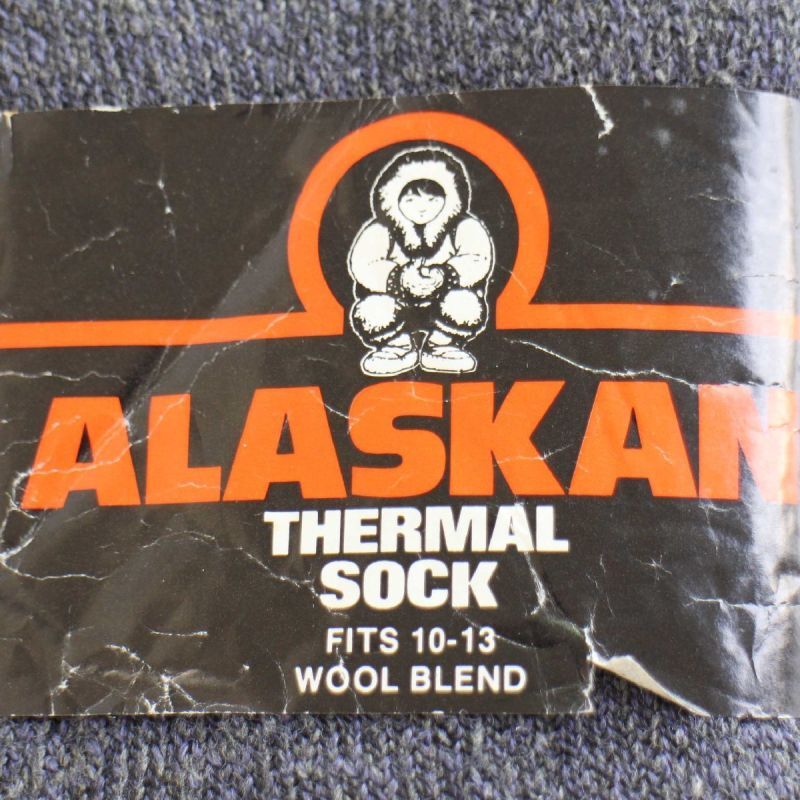 ALASKAN
THERMAL
SOCK
FITS 10-13
WOOL BLEND